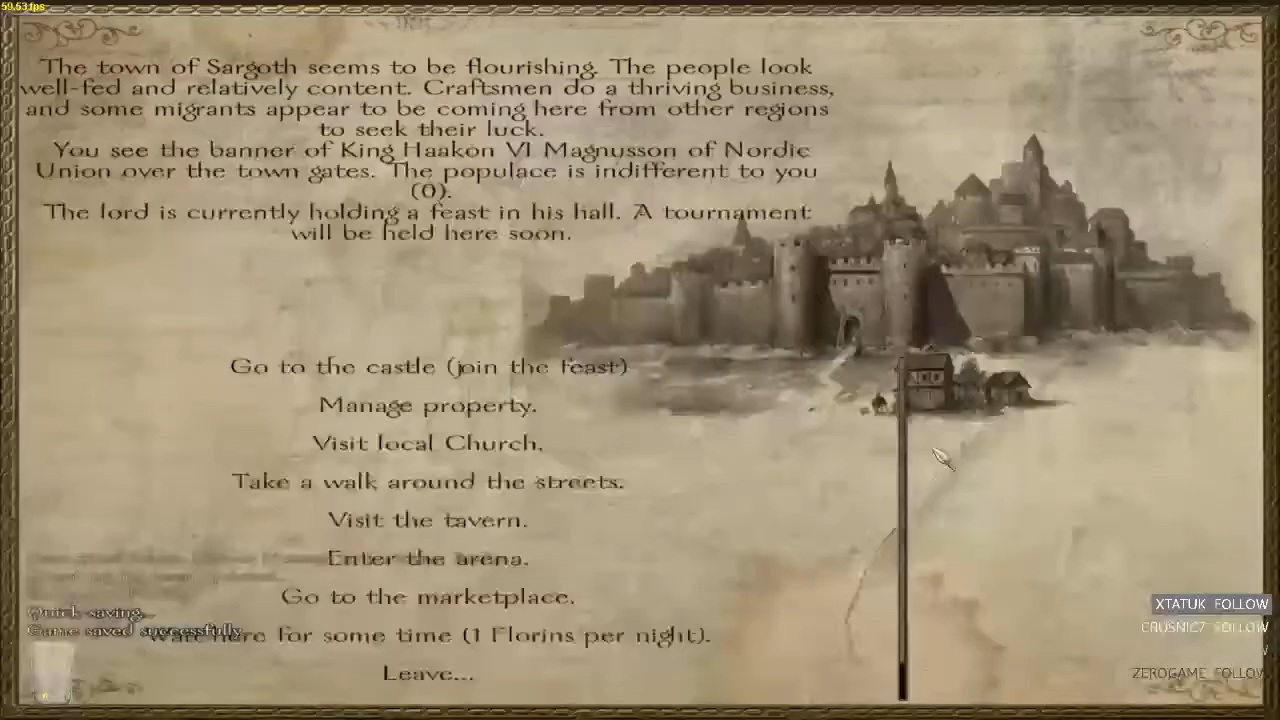 59.53 fps
The town of Sargoth seems to be flourishing. The people look
well-fed and relatively content. Craftsmen do a thriving business,
and some migrants appear to be coming here from other regions
to seek their luck.
You see the banner of King Haakon VI Magnusson of Nordic
Union over the town gates. The populace is indifferent to you
(0).
The lord is currently holding a feast in his hall. A tournament
will be held here soon.
Go to the castle (join the feast)
Manage property.
Visit local Church.
Take a walk around the streets.
Visit the tavern.
Enter the arena.
Go to the marketplace.
Quick saving...
Game saved successfully.
Wait here for some time (1 Florins per night).
Leave...
XTATUK FOLLOW
CRUSNIC7 FOLLOW
ZEROGAME FOLLOW